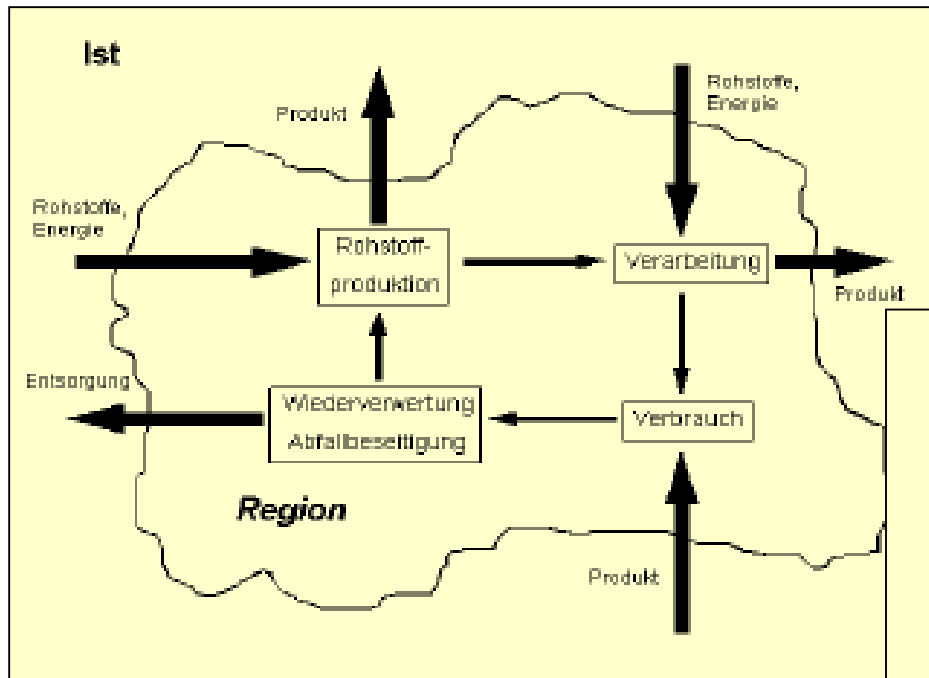 Ist
Produkt
Rohstoffe,
Energie
Rohstoffe,
Energie
Rohstoff-
produktion
Verarbeitung
Produkt
Entsorgung
Wiederverwertung
Abfallbeseitigung
Verbrauch
Region
Produkt